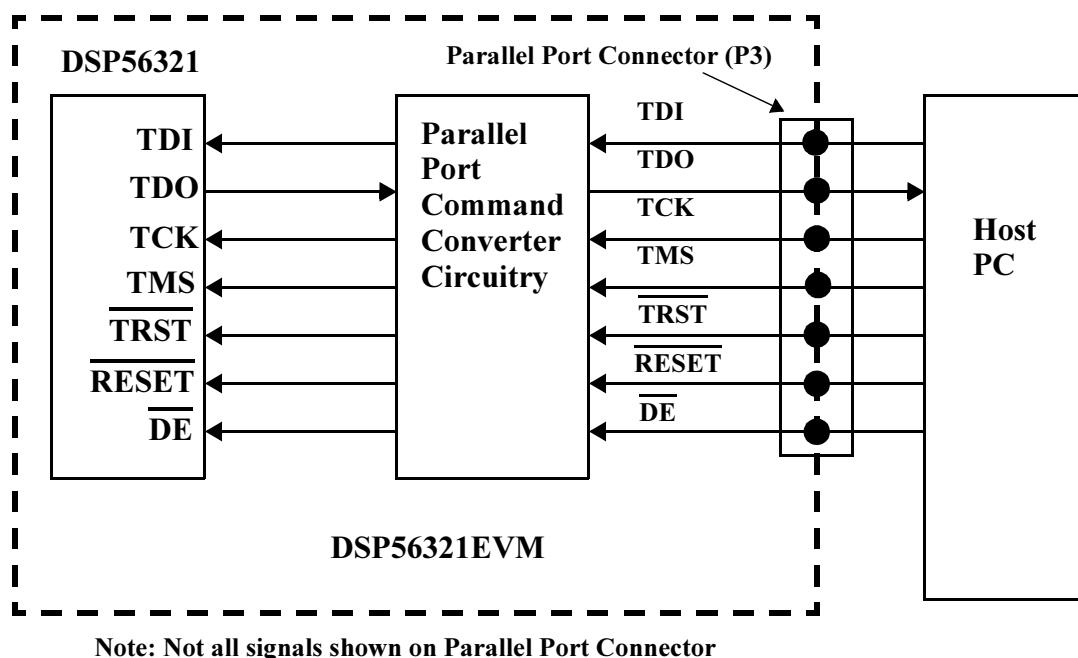 Parallel Port Connector (P3)
DSP56321
TDI
TDO
TCK
TMS
TRST
RESET
DE
Parallel
Port
Command
Converter
Circuitry
TDI
TDO
TCK
TMS
TRST
RESET
DE
Host
PC
DSP56321EVM
Note: Not all signals shown on Parallel Port Connector